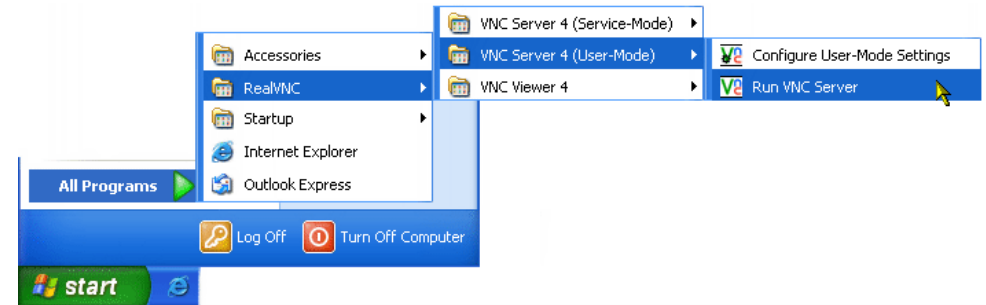 VNC Server 4 (Service-Mode)
Accessories
VNC Server 4 (User-Mode)
Configure User-Mode Settings
RealVNC
VNC Viewer 4
Run VNC Server
Startup
Internet Explorer
All Programs
Outlook Express
Log Off
Turn Off Computer
start